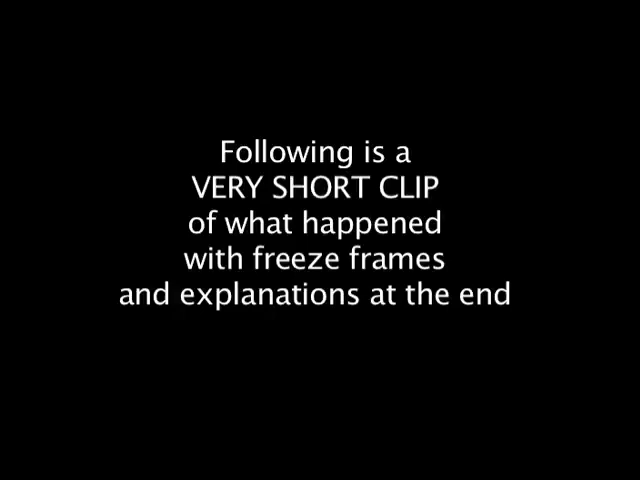 Following is a
VERY SHORT CLIP
of what happened
with freeze frames
and explanations at the end